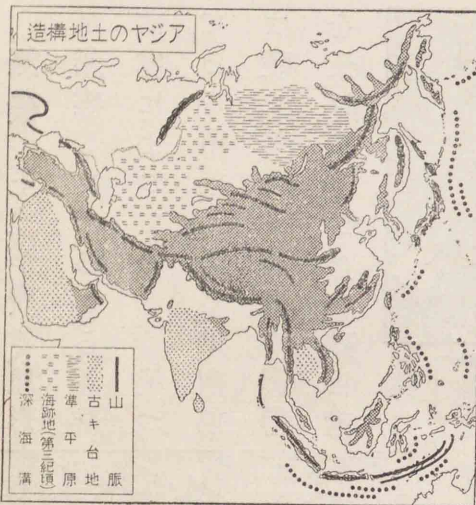 造構地土のヤジア
山脈
古キ台地
準平原
海跡地(第三紀頃)
深海溝